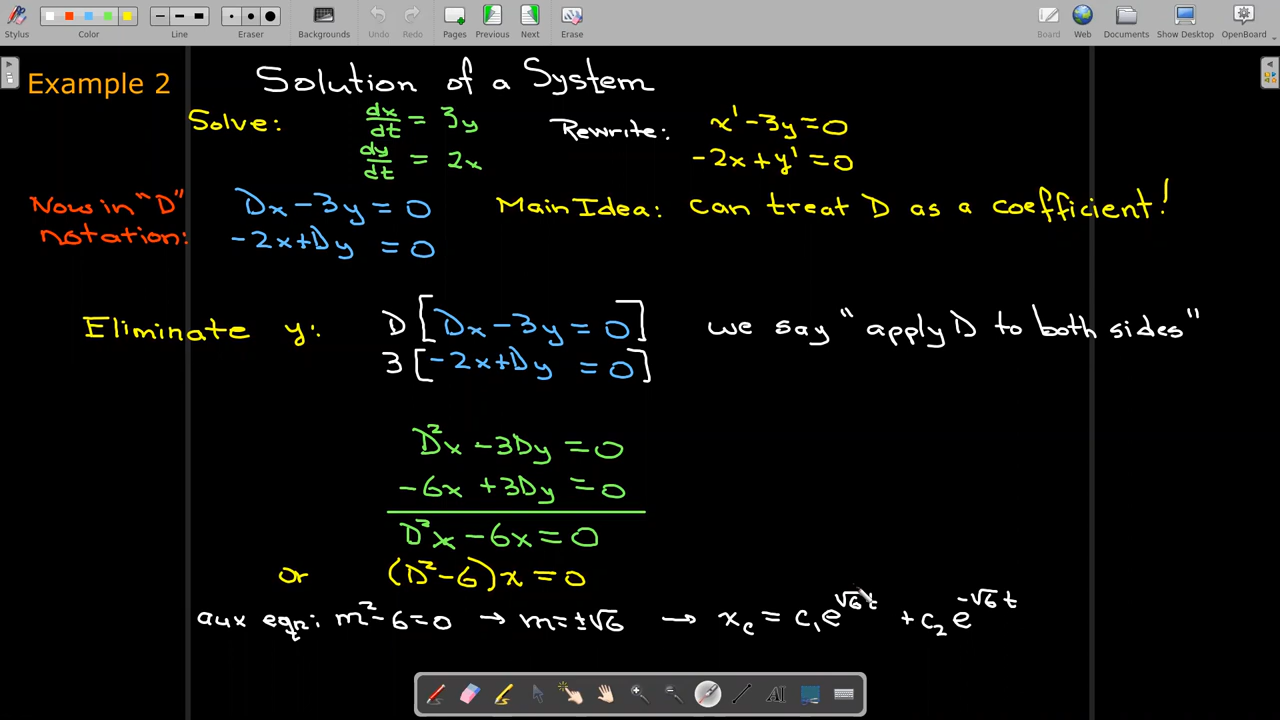 Stylus Color Line Eraser Backgrounds Undo Redo Pages Previous Next Erase Board Web Documents Show Desktop OpenBoard
Example 2 Solution of a System
Solve: dx/dt = 3y Rewrite: x' - 3y = 0
dy/dt = 2x -2x + y' = 0
Now in "D" Dx - 3y = 0 Main Idea: can treat D as a coefficient!
notation: -2x + Dy = 0
Eliminate y: D[Dx - 3y = 0] we say "apply D to both sides"
3[-2x + Dy = 0]
D²x - 3Dy = 0
-6x + 3Dy = 0
D²x - 6x = 0
or (D² - 6)x = 0
aux eqn: m² - 6 = 0 → m = ±√6 → x_c = c₁e^(√6 t) + c₂e^(-√6 t)
AI